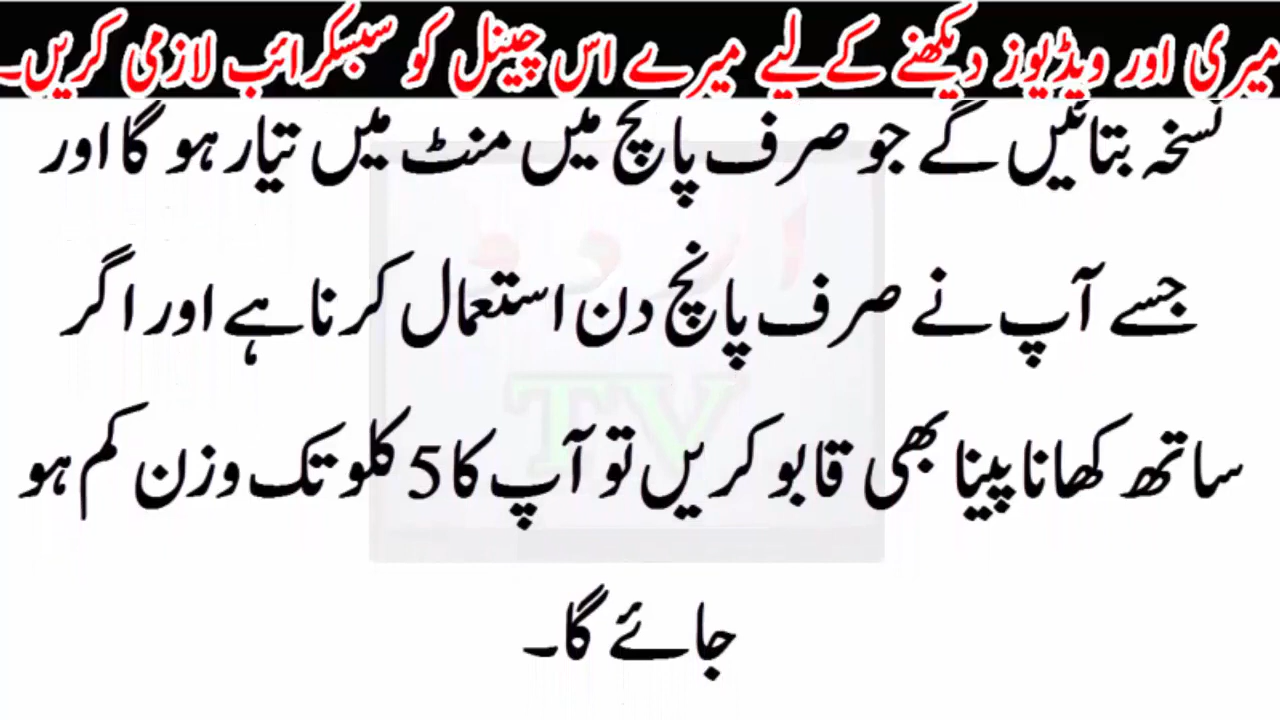 میری اور ویڈیوز دیکھنے کے لیے میرے اس چینل کو سبسکرائب لازمی کریں۔
نسخہ بتائیں گے جو صرف پانچ میں منٹ میں تیار ہو گا اور
جسے آپ نے صرف پانچ دن استعمال کرنا ہے اور اگر
ساتھ کھانا پینا بھی قابو کریں تو آپ کا 5 کلو تک وزن کم ہو
جائے گا۔
اردو
TV